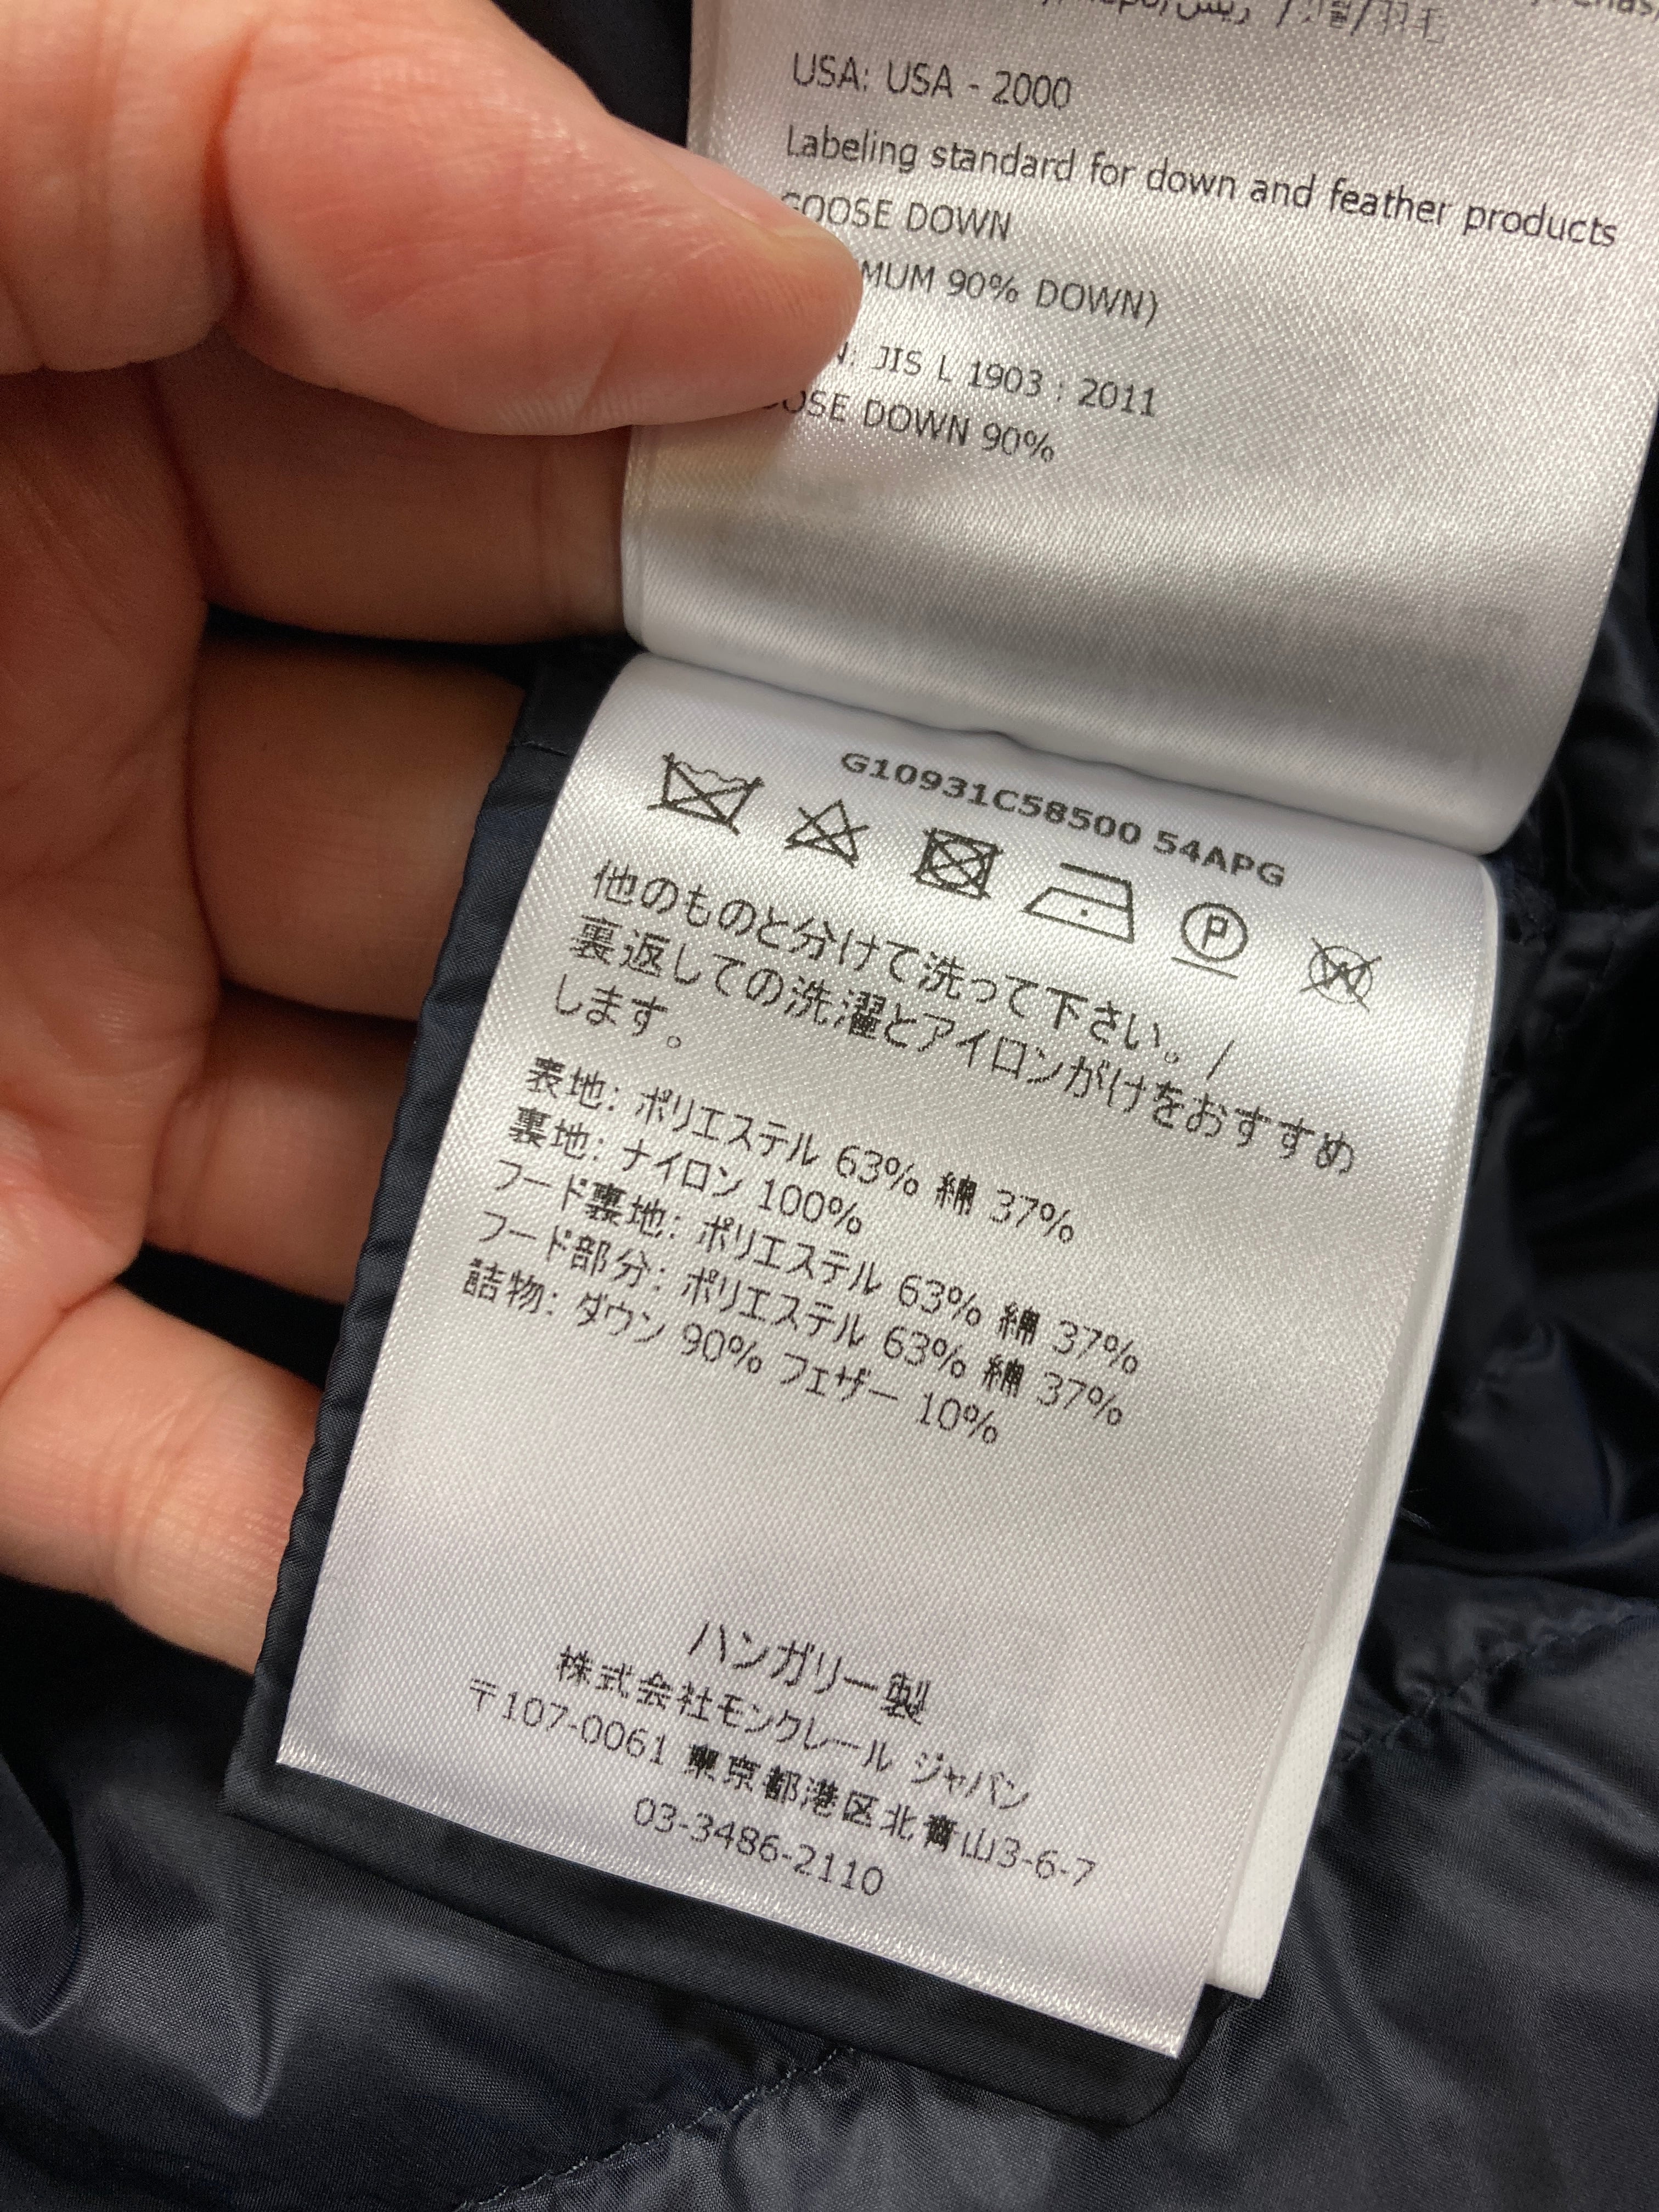 /羽毛
USA: USA - 2000
Labeling standard for down and feather products
GOOSE DOWN
MUM 90% DOWN)
N: JIS L 1903 : 2011
OOSE DOWN 90%
G10931C58500 54APG
P
W
他のものと分けて洗って下さい。/
裏返しての洗濯とアイロンがけをおすすめ
します。
表地: ポリエステル 63% 綿 37%
裏地: ナイロン 100%
フード裏地: ポリエステル 63% 綿 37%
フード部分: ポリエステル 63% 綿 37%
詰物: ダウン 90% フェザー 10%
ハンガリー製
株式会社モンクレール ジャパン
〒107-0061 東京都港区北青山3-6-7
03-3486-2110